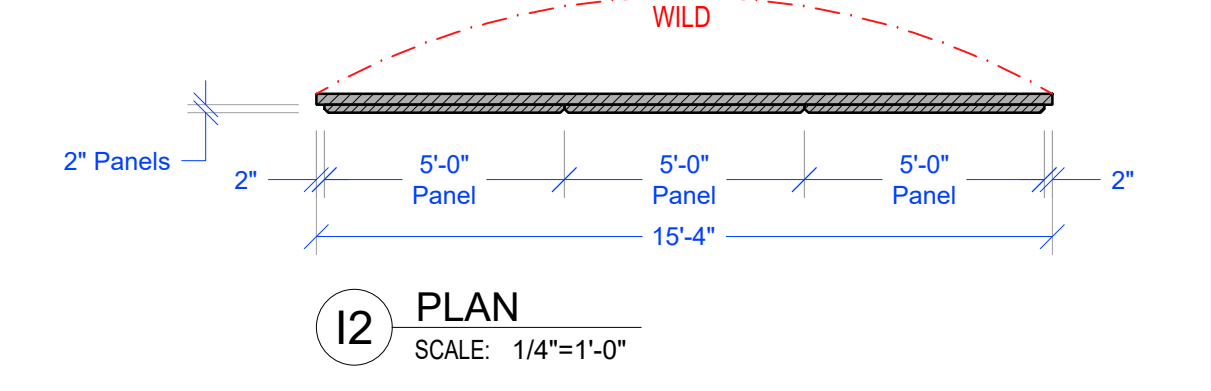 WILD
2" Panels
2"
5'-0"
Panel
5'-0"
Panel
5'-0"
Panel
2"
15'-4"
I2
PLAN
SCALE: 1/4"=1'-0"